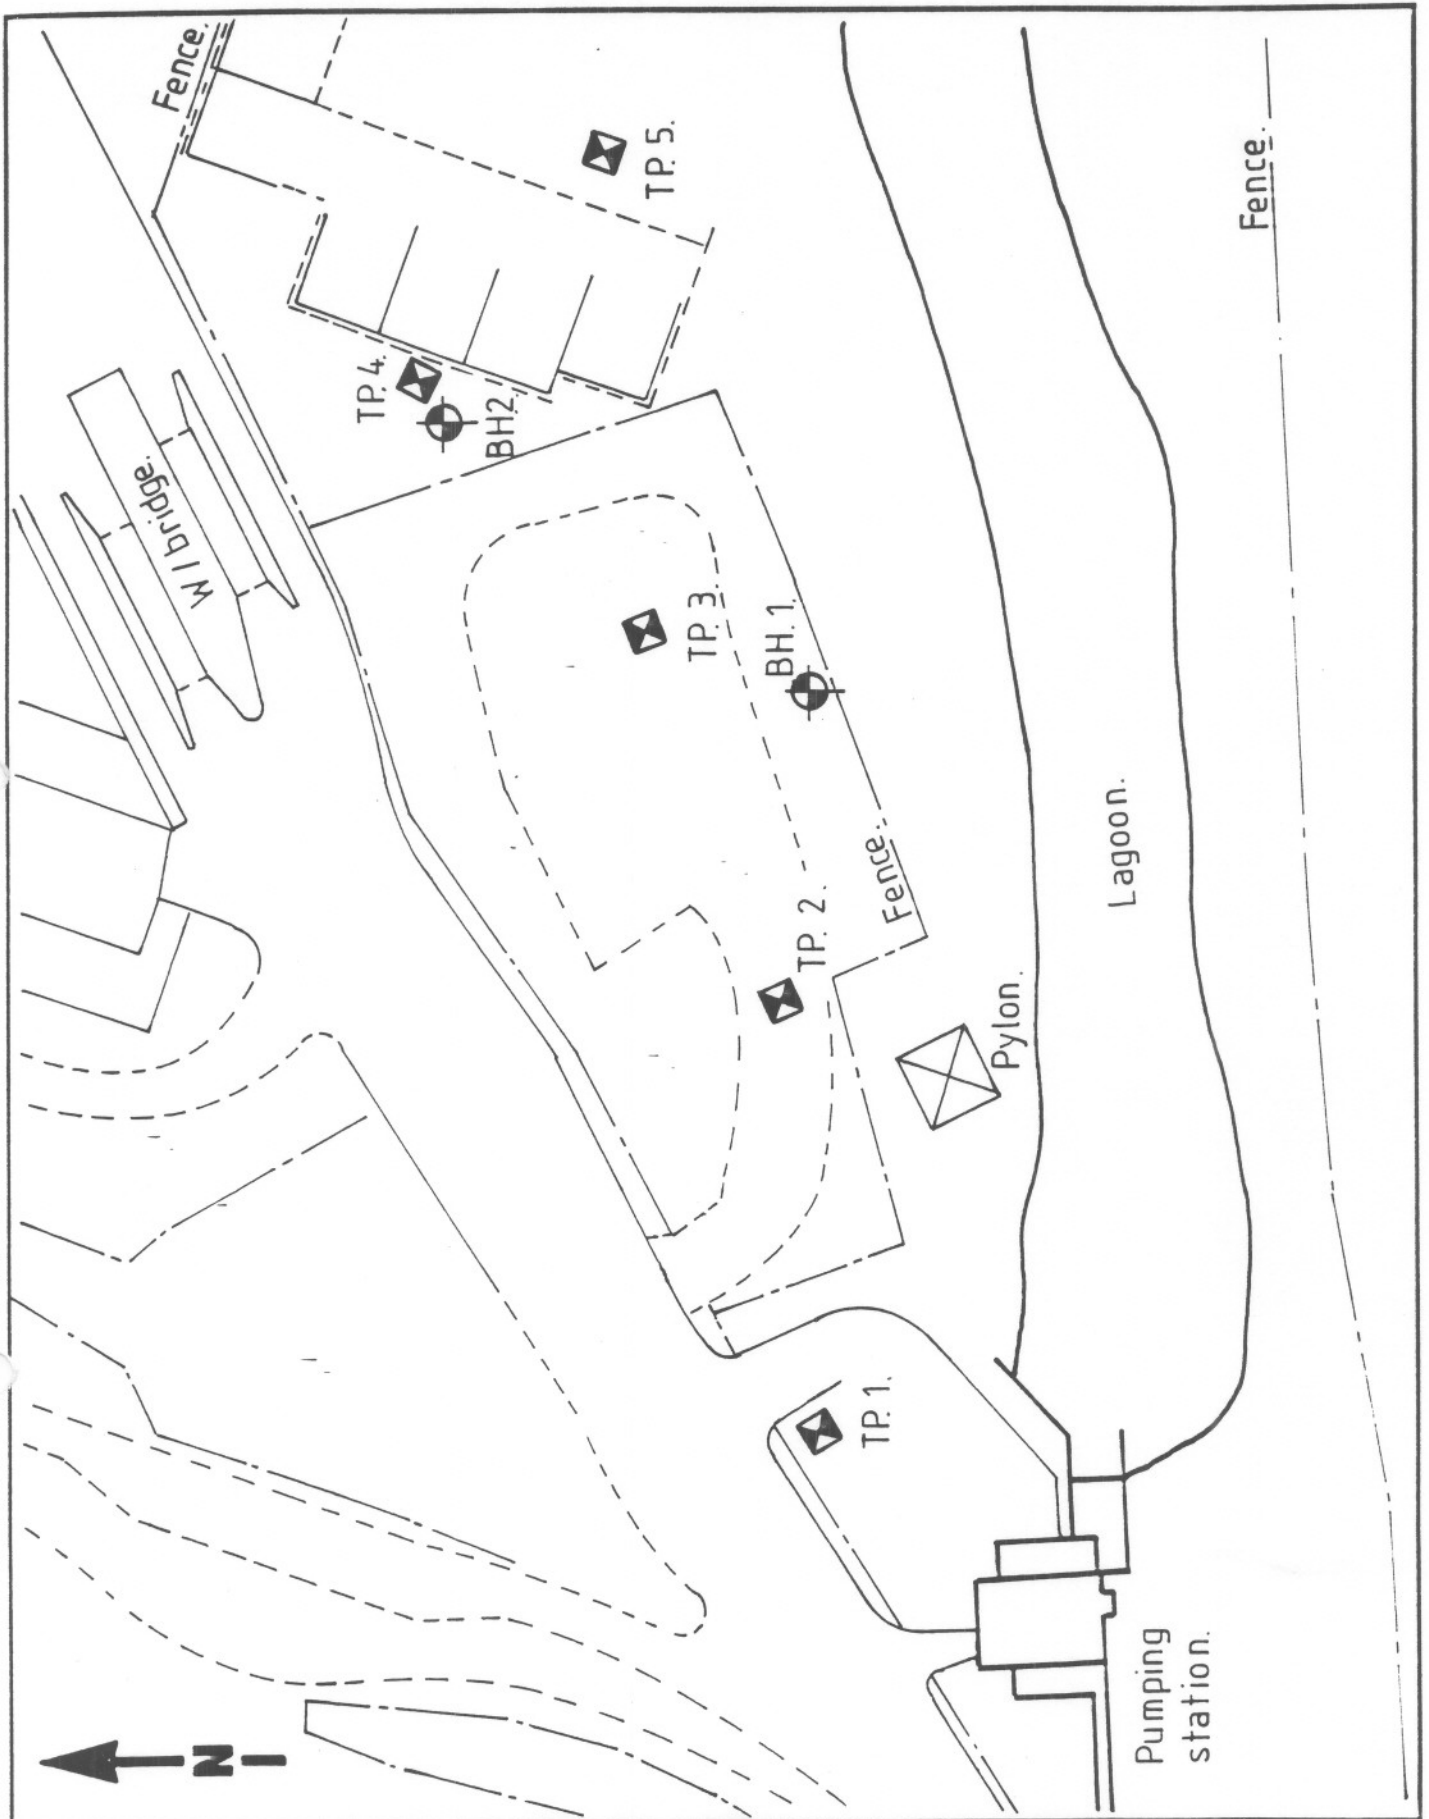 Fence.
TP. 5.
Fence.
TP. 4.
BH2.
W/bridge.
TP. 3.
BH. 1.
Lagoon.
Fence.
TP. 2.
Pylon.
TP. 1.
Pumping
station.
N